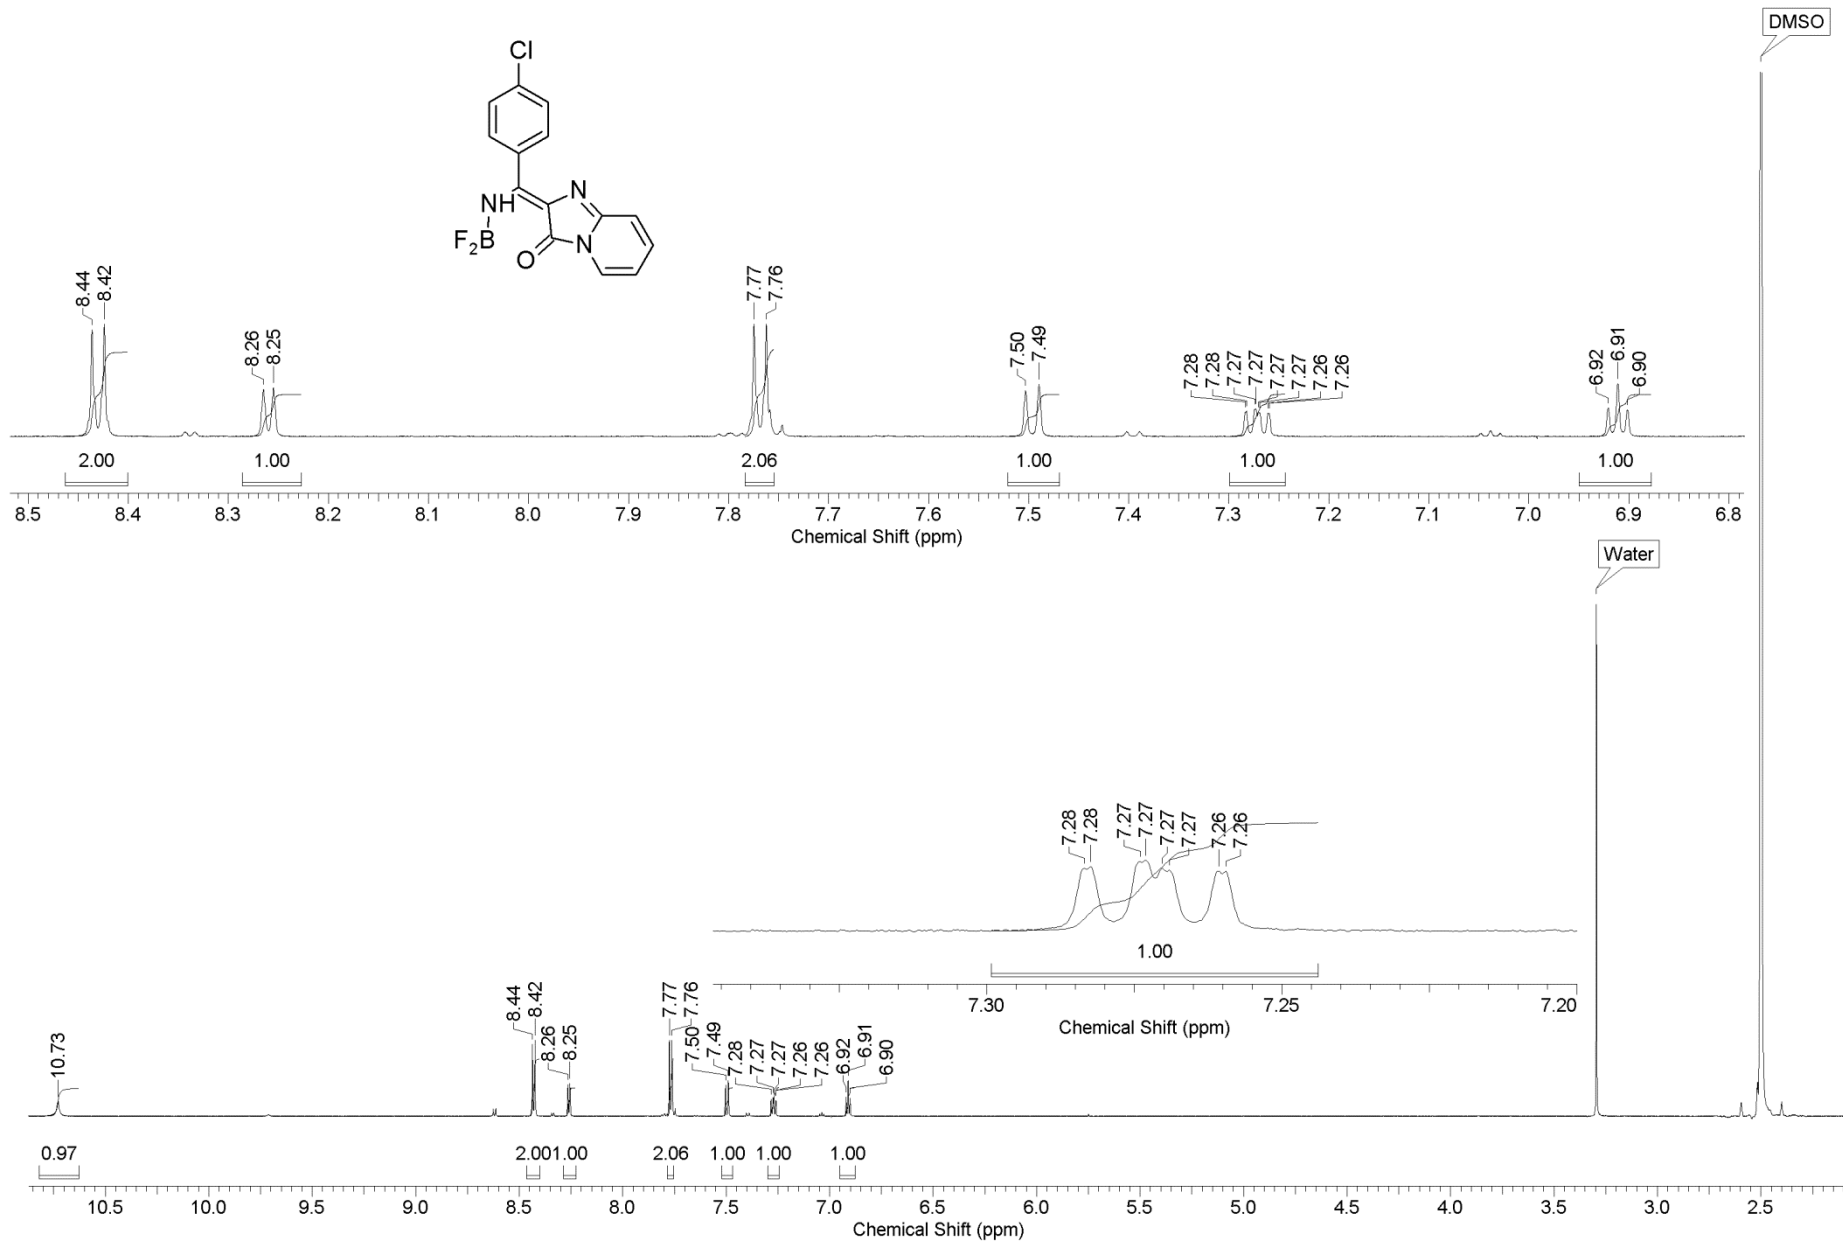 DMSO
Cl
N
NH
F2B
O
N
8.44
8.42
8.26
8.25
7.77
7.76
7.50
7.49
7.28
7.28
7.27
7.27
7.27
7.27
7.26
7.26
6.92
6.91
6.90
2.00 1.00 2.06 1.00 1.00 1.00
8.5 8.4 8.3 8.2 8.1 8.0 7.9 7.8 7.7 7.6 7.5 7.4 7.3 7.2 7.1 7.0 6.9 6.8
Chemical Shift (ppm)
Water
7.28
7.28
7.27
7.27
7.27
7.27
7.26
7.26
1.00
7.30 7.25 7.20
Chemical Shift (ppm)
10.73
8.44
8.42
8.26
8.25
7.77
7.76
7.50
7.49
7.28
7.27
7.27
7.26
7.26
6.92
6.91
6.90
0.97 2.00 1.00 2.06 1.00 1.00 1.00
10.5 10.0 9.5 9.0 8.5 8.0 7.5 7.0 6.5 6.0 5.5 5.0 4.5 4.0 3.5 3.0 2.5
Chemical Shift (ppm)